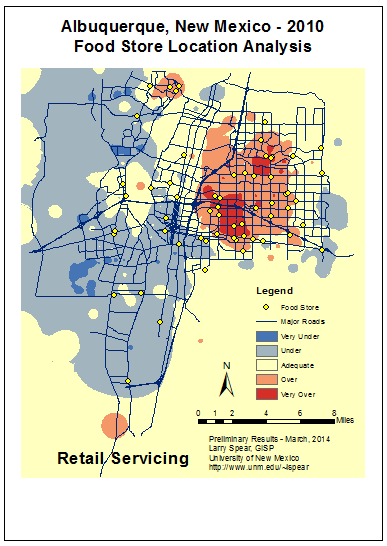 Albuquerque, New Mexico - 2010
Food Store Location Analysis
Legend
Food Store
Major Roads
Very Under
Under
Adequate
Over
Very Over
N
0 1 2 4 6 8
Miles
Preliminary Results - March, 2014
Larry Spear, GISP
University of New Mexico
http://www.unm.edu/~lspear
Retail Servicing